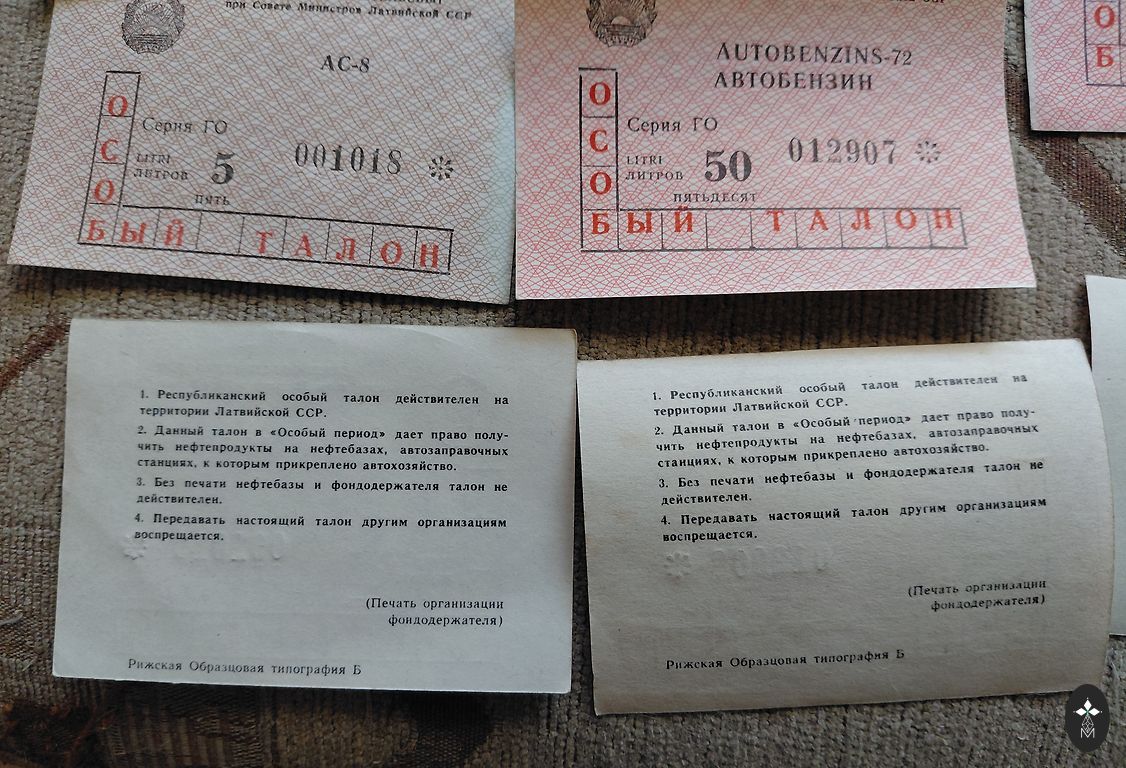 при Совете Министров Латвийской ССР
АС-8
Серия ГО
LITRI
ЛИТРОВ 5 001018
ПЯТЬ
ОСОБЫЙ ТАЛОН
AUTOBENZINS-72
АВТОБЕНЗИН
Серия ГО
LITRI
ЛИТРОВ 50 012907
ПЯТЬДЕСЯТ
ОСОБЫЙ ТАЛОН
О
Б
1. Республиканский особый талон действителен на
территории Латвийской ССР.
2. Данный талон в «Особый период» дает право полу-
чить нефтепродукты на нефтебазах, автозаправочных
станциях, к которым прикреплено автохозяйство.
3. Без печати нефтебазы и фондодержателя талон не
действителен.
4. Передавать настоящий талон другим организациям
воспрещается.
(Печать организации
фондодержателя)
Рижская Образцовая типография Б
1. Республиканский особый талон действителен на
территории Латвийской ССР.
2. Данный талон в «Особый период» дает право полу-
чить нефтепродукты на нефтебазах, автозаправочных
станциях, к которым прикреплено автохозяйство.
3. Без печати нефтебазы и фондодержателя талон не
действителен.
4. Передавать настоящий талон другим организациям
воспрещается.
(Печать организации
фондодержателя)
Рижская Образцовая типография Б
M